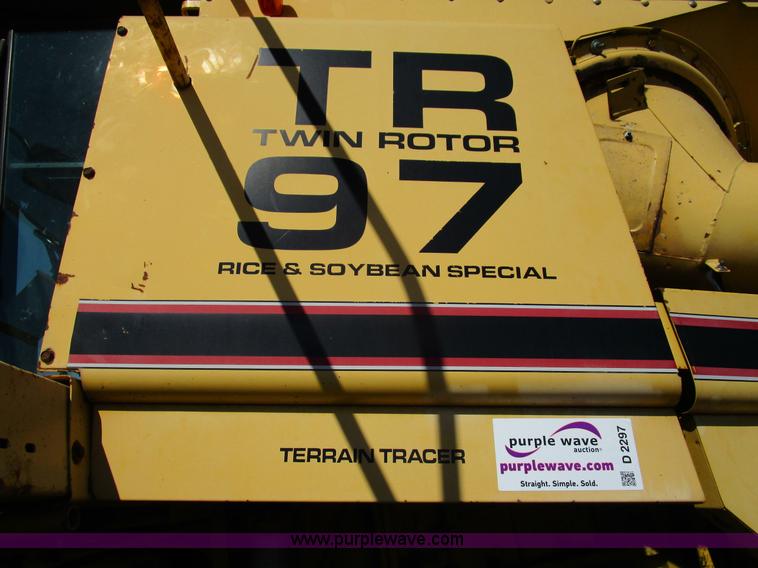 TR
TWIN ROTOR
97
RICE & SOYBEAN SPECIAL
TERRAIN TRACER
purple wave
auction
purplewave.com
Straight. Simple. Sold.
D 2297
www.purplewave.com